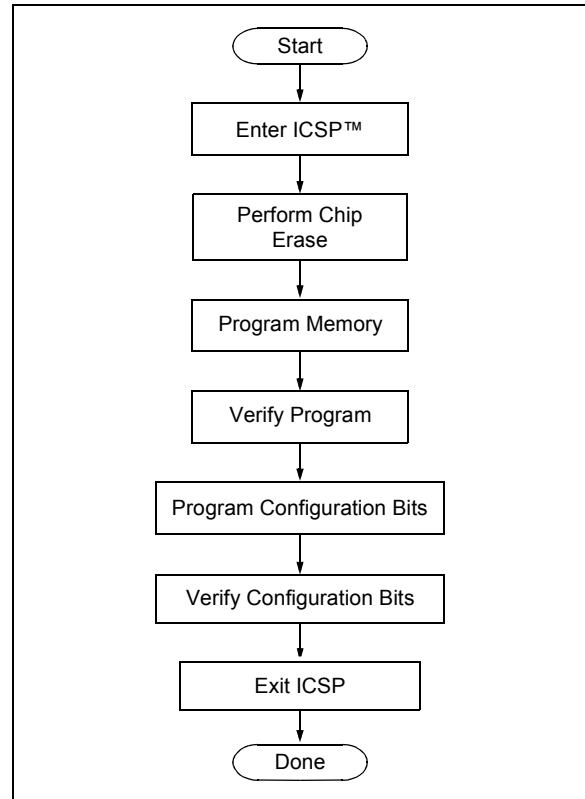 Start
Enter ICSP™
Perform Chip
Erase
Program Memory
Verify Program
Program Configuration Bits
Verify Configuration Bits
Exit ICSP
Done